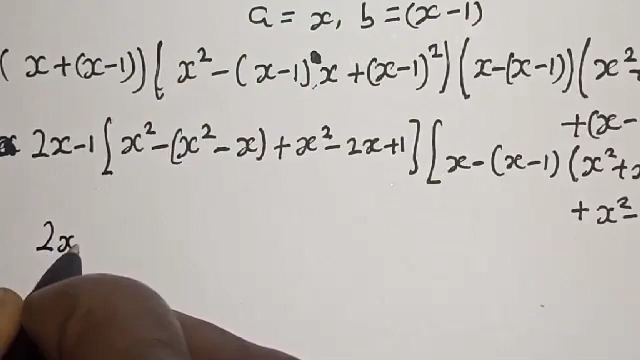 a = x, b = (x-1)
(x+(x-1))(x²-(x-1)x+(x-1)²)(x-(x-1))(x²
+(x-
2x-1[x²-(x²-x)+x²-2x+1][x-(x-1)(x²+x
+x²-
2x